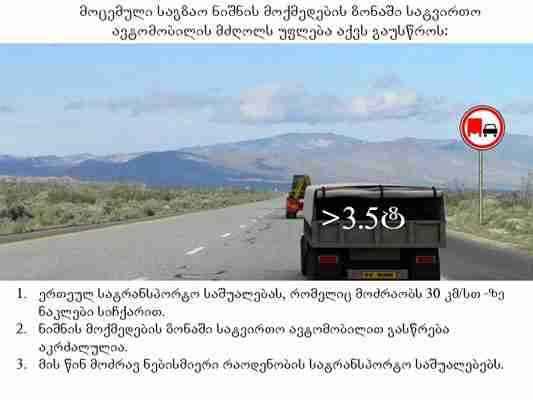 მოცემული საგზაო ნიშნის მოქმედების ზონაში სატვირთო
ავტომობილის მძღოლს უფლება აქვს გაუსწროს:
>3.5ტ
1. ერთეულ სატრანსპორტო საშუალებას, რომელიც მოძრაობს 30 კმ/სთ -ზე
ნაკლები სიჩქარით.
2. ნიშნის მოქმედების ზონაში სატვირთო ავტომობილით გასწრება
აკრძალულია.
3. მის წინ მოძრავ ნებისმიერი რაოდენობის სატრანსპორტო საშუალებებს.